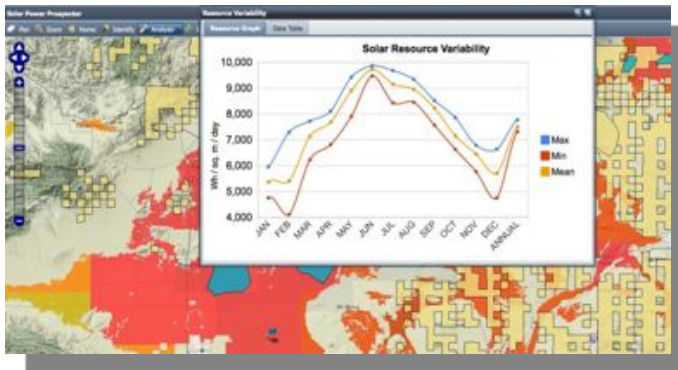 Solar Power Prospector
Resource Variability
Pan
Zoom
Home
Identify
Analysis
Resource Graph
Data Table
Solar Resource Variability
10,000
9,000
8,000
7,000
6,000
5,000
4,000
Wh / sq. m / day
JAN
FEB
MAR
APR
MAY
JUN
JUL
AUG
SEP
OCT
NOV
DEC
ANNUAL
Max
Min
Mean